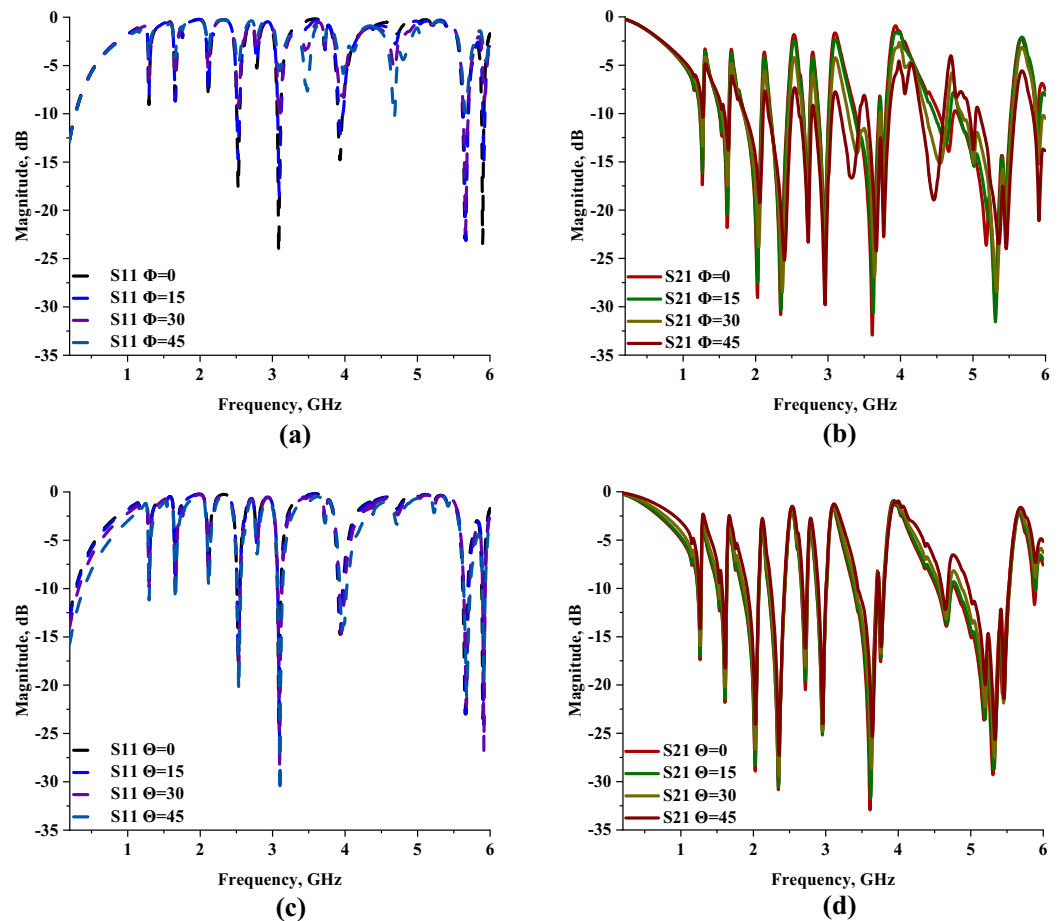 0
-5
-10
-15
-20
-25
-30
-35
Magnitude, dB
S11 Φ=0
S11 Φ=15
S11 Φ=30
S11 Φ=45
1 2 3 4 5 6
Frequency, GHz
(a)
0
-5
-10
-15
-20
-25
-30
-35
Magnitude, dB
S21 Φ=0
S21 Φ=15
S21 Φ=30
S21 Φ=45
1 2 3 4 5 6
Frequency, GHz
(b)
0
-5
-10
-15
-20
-25
-30
-35
Magnitude, dB
S11 Θ=0
S11 Θ=15
S11 Θ=30
S11 Θ=45
1 2 3 4 5 6
Frequency, GHz
(c)
0
-5
-10
-15
-20
-25
-30
-35
Magnitude, dB
S21 Θ=0
S21 Θ=15
S21 Θ=30
S21 Θ=45
1 2 3 4 5 6
Frequency, GHz
(d)